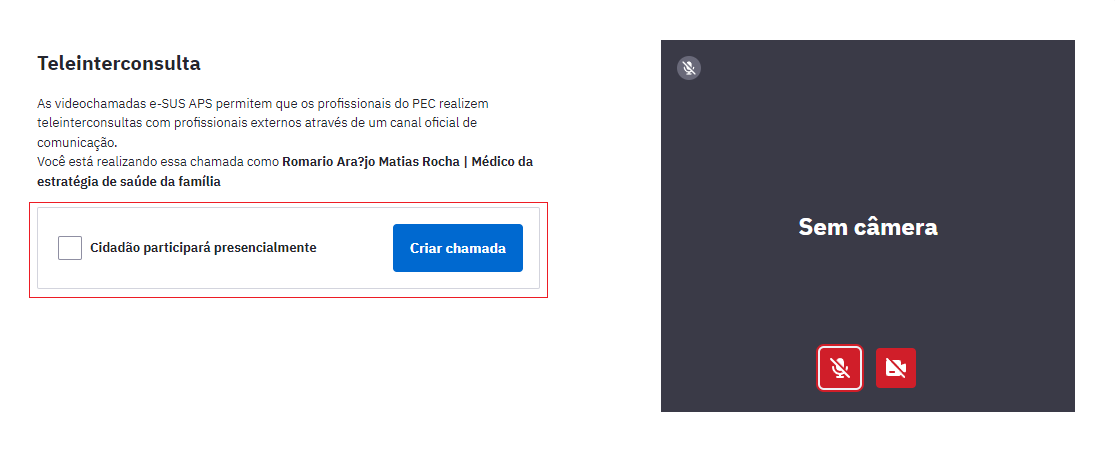 Teleinterconsulta
As videochamadas e-SUS APS permitem que os profissionais do PEC realizem
teleinterconsultas com profissionais externos através de um canal oficial de
comunicação.
Você está realizando essa chamada como Romario Ara?jo Matias Rocha | Médico da
estratégia de saúde da família
Cidadão participará presencialmente
Criar chamada
Sem câmera